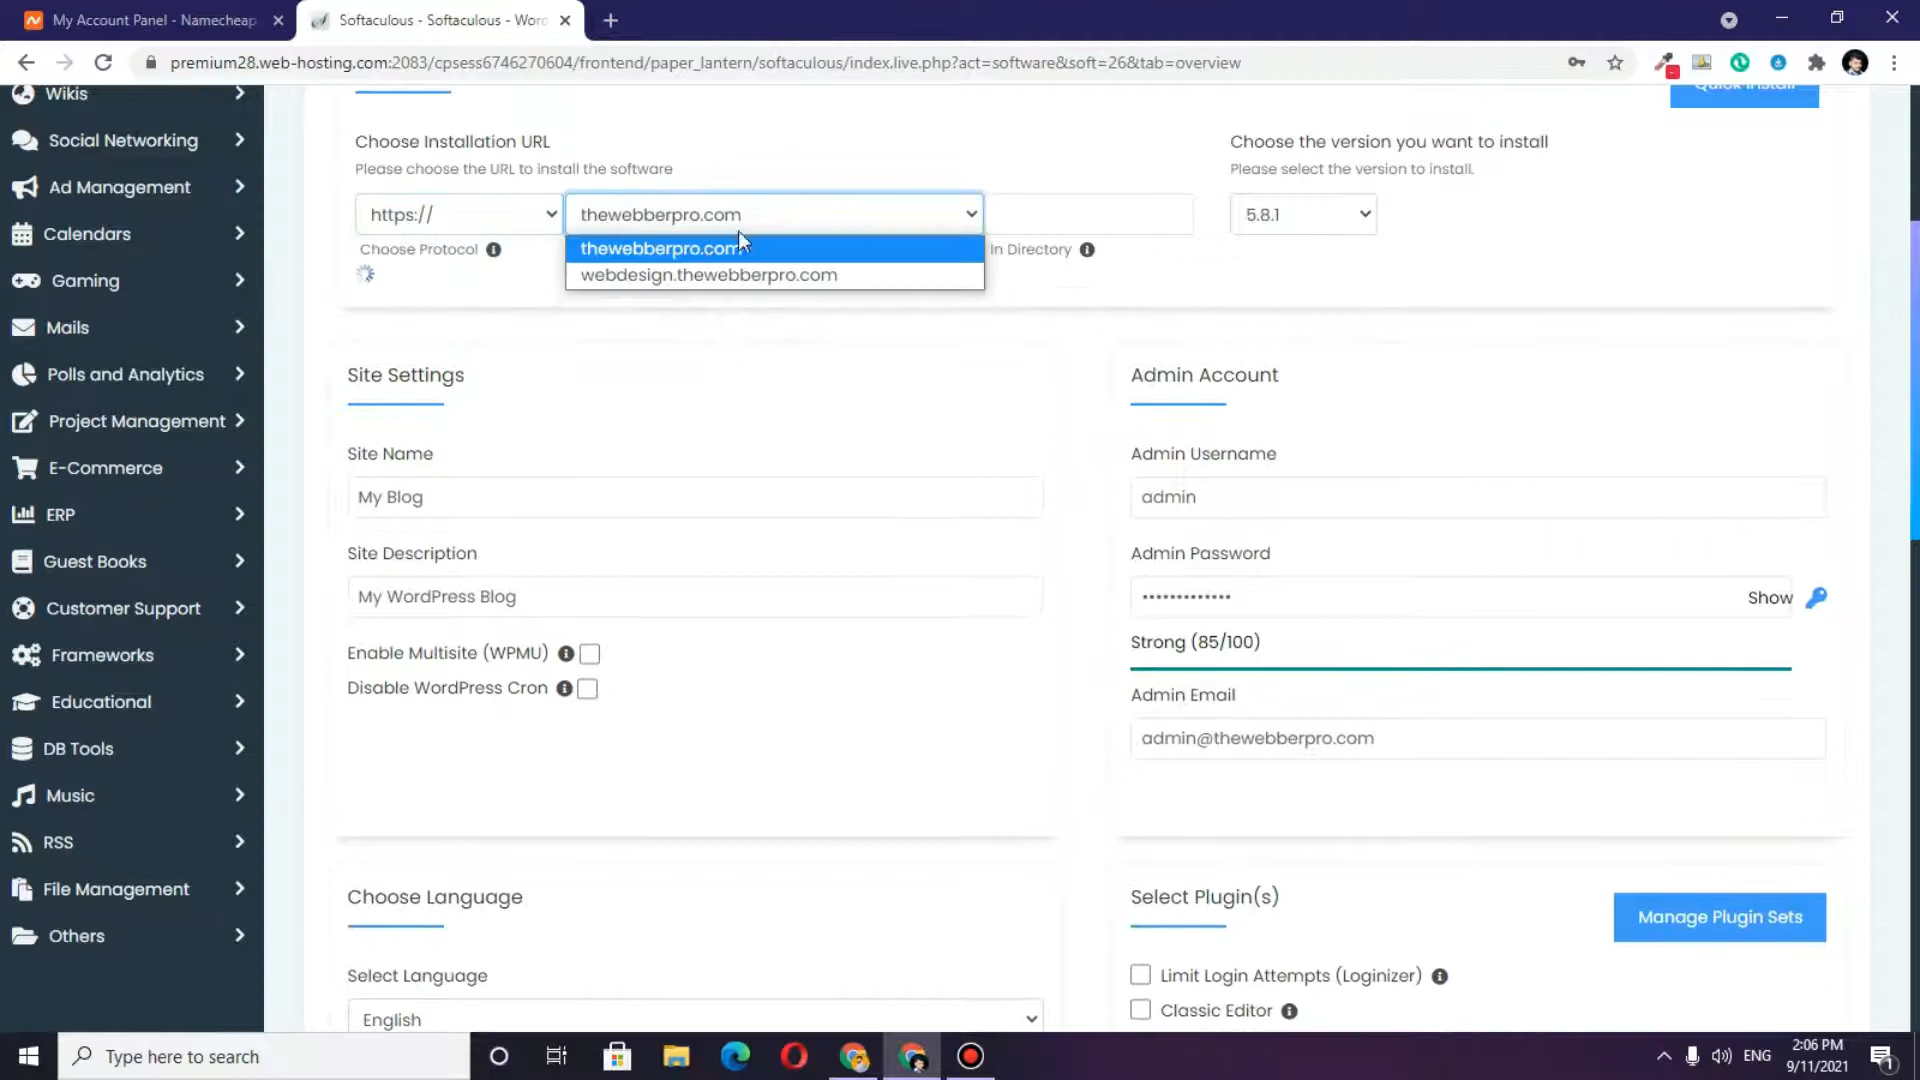 My Account Panel - Namecheap
Softaculous - Softaculous - Wor
premium28.web-hosting.com:2083/cpsess6746270604/frontend/paper_lantern/softaculous/index.live.php?act=software&soft=26&tab=overview
Wikis
Social Networking
Ad Management
Calendars
Gaming
Mails
Polls and Analytics
Project Management
E-Commerce
ERP
Guest Books
Customer Support
Frameworks
Educational
DB Tools
Music
RSS
File Management
Others
Quick Install
Choose Installation URL
Please choose the URL to install the software
https://
thewebberpro.com
Choose Protocol
thewebberpro.com
webdesign.thewebberpro.com
In Directory
Choose the version you want to install
Please select the version to install.
5.8.1
Site Settings
Site Name
My Blog
Site Description
My WordPress Blog
Enable Multisite (WPMU)
Disable WordPress Cron
Admin Account
Admin Username
admin
Admin Password
•••••••••••••
Show
Strong (85/100)
Admin Email
admin@thewebberpro.com
Choose Language
Select Language
English
Select Plugin(s)
Manage Plugin Sets
Limit Login Attempts (Loginizer)
Classic Editor
Type here to search
ENG
2:06 PM
9/11/2021
1